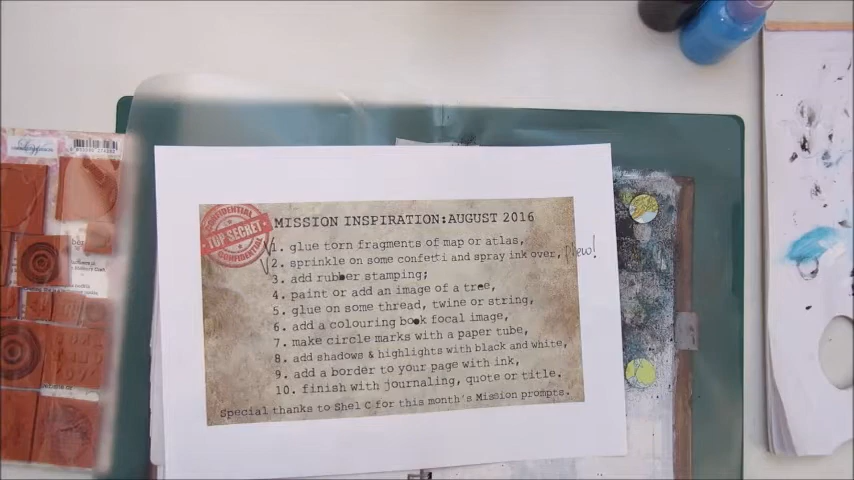 CONFIDENTIAL
TOP SECRET
CONFIDENTIAL
MISSION INSPIRATION:AUGUST 2016
1. glue torn fragments of map or atlas,
2. sprinkle on some confetti and spray ink over, phew!
3. add rubber stamping;
4. paint or add an image of a tree,
5. glue on some thread, twine or string,
6. add a colouring book focal image,
7. make circle marks with a paper tube,
8. add shadows & highlights with black and white,
9. add a border to your page with ink,
10. finish with journaling, quote or title.
Special thanks to Shel C for this month's Mission prompts.